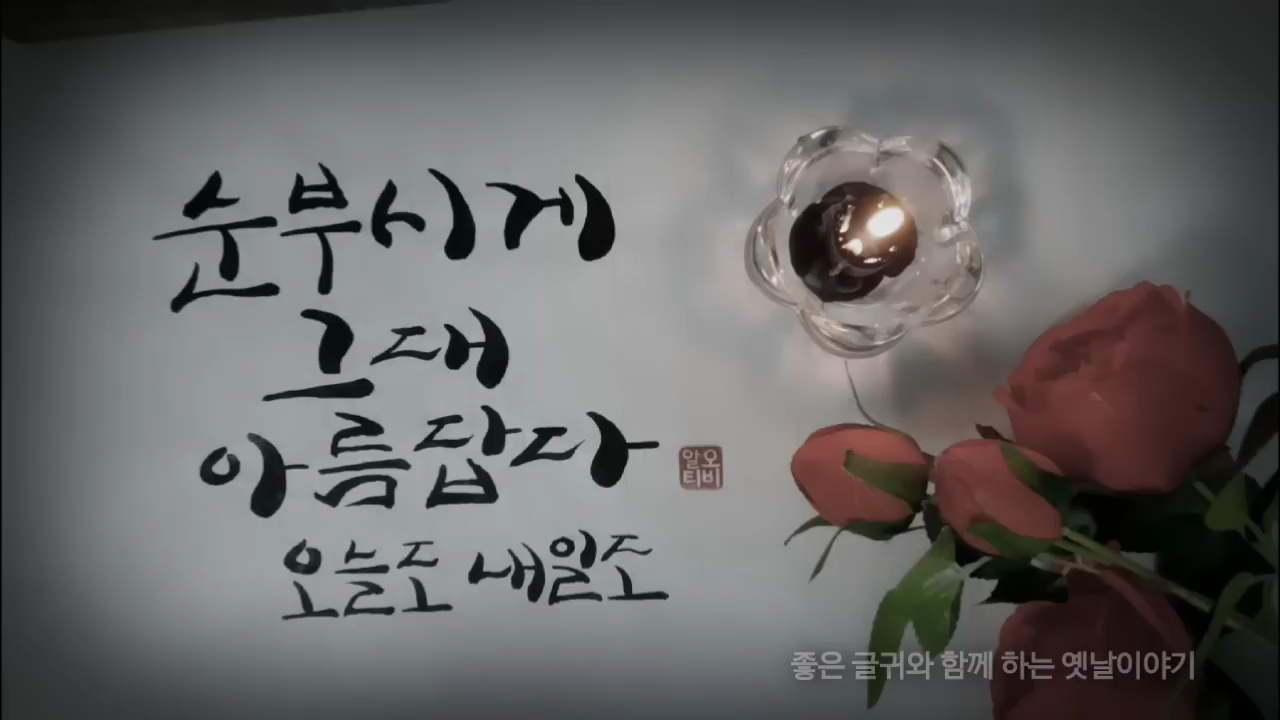 눈부시게
그대
아름답다
오늘도 내일도
알오
티비
좋은 글귀와 함께 하는 옛날이야기